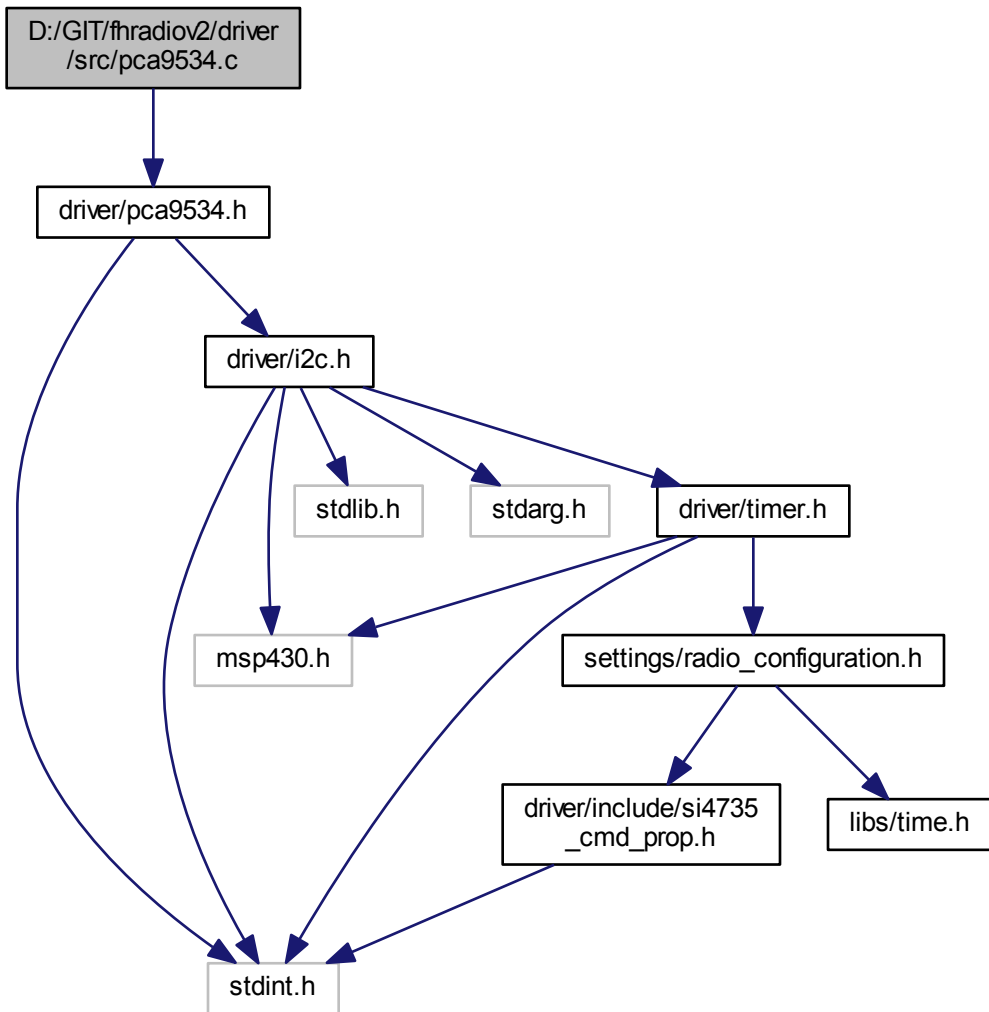 D:/GIT/fhradiov2/driver
/src/pca9534.c
driver/pca9534.h
driver/i2c.h
stdlib.h
stdarg.h
driver/timer.h
msp430.h
settings/radio_configuration.h
driver/include/si4735
_cmd_prop.h
libs/time.h
stdint.h